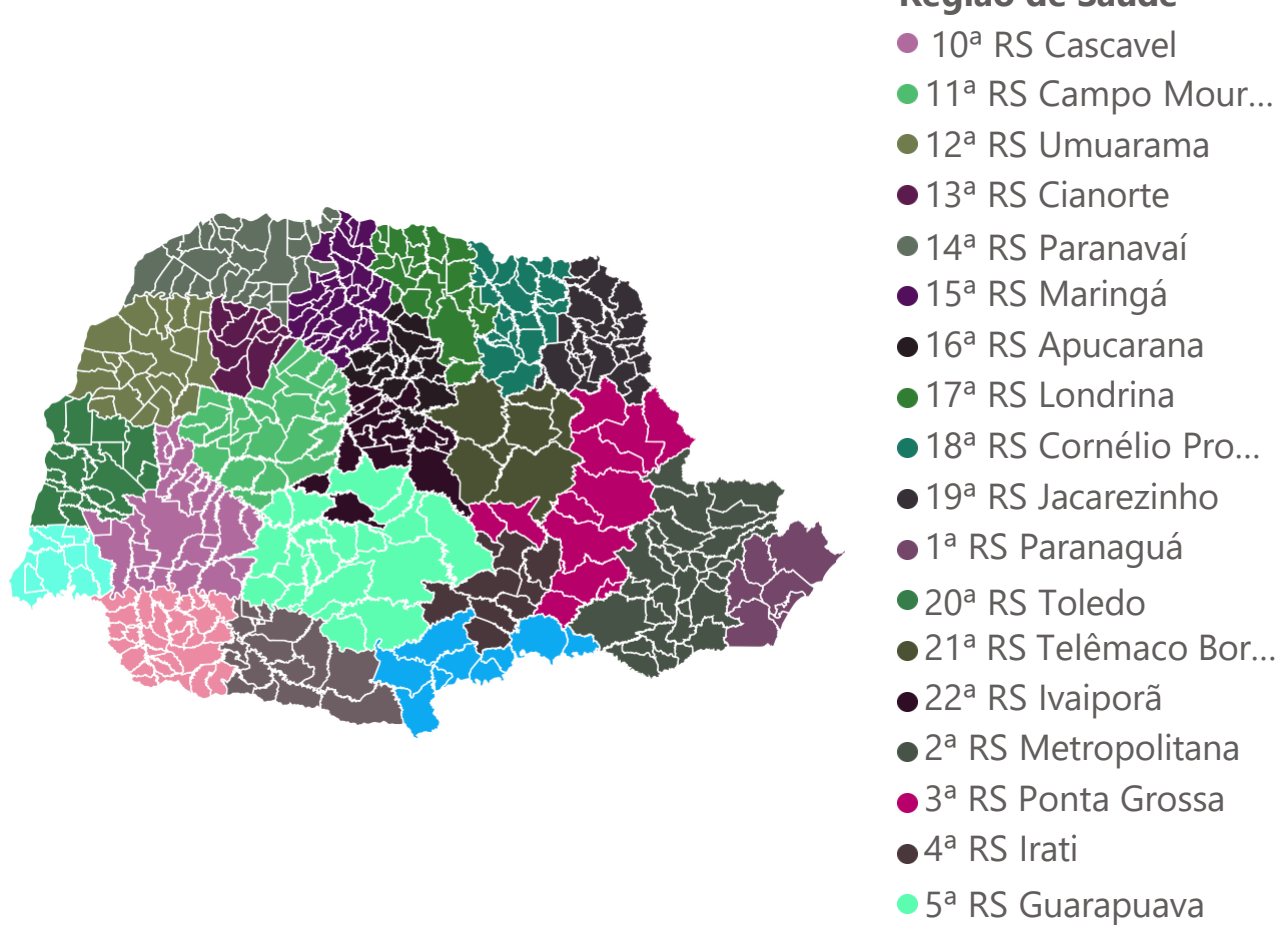 Região de Saúde
10ª RS Cascavel
11ª RS Campo Mour...
12ª RS Umuarama
13ª RS Cianorte
14ª RS Paranavaí
15ª RS Maringá
16ª RS Apucarana
17ª RS Londrina
18ª RS Cornélio Pro...
19ª RS Jacarezinho
1ª RS Paranaguá
20ª RS Toledo
21ª RS Telêmaco Bor...
22ª RS Ivaiporã
2ª RS Metropolitana
3ª RS Ponta Grossa
4ª RS Irati
5ª RS Guarapuava